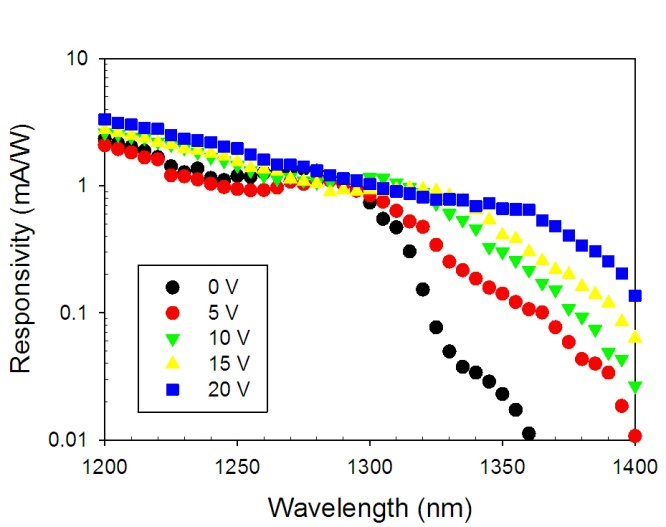 10
1
0.1
0.01
Responsivity (mA/W)
0 V
5 V
10 V
15 V
20 V
1200 1250 1300 1350 1400
Wavelength (nm)